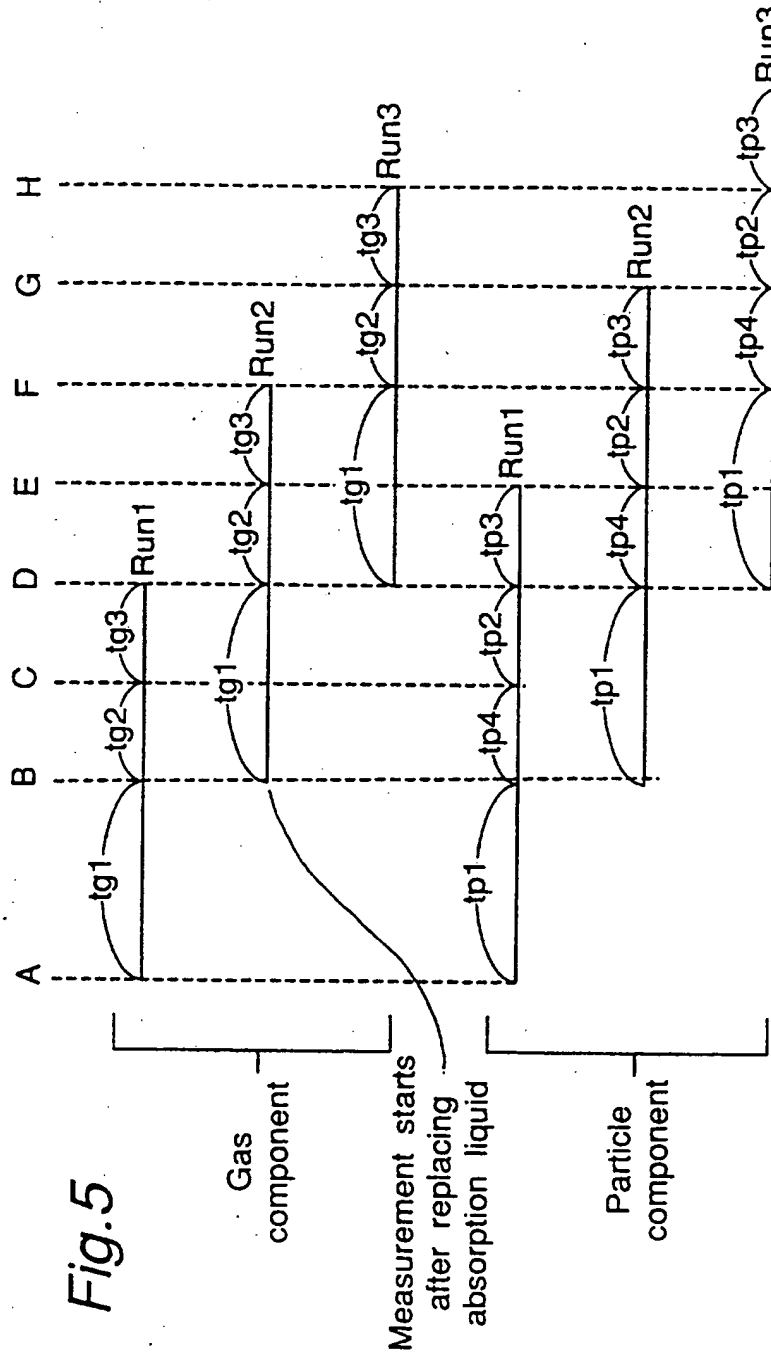 Fig.5
A B C D E F G H
Gas
component
tg1 tg2 tg3 Run1
tg1 tg2 tg3 Run2
tg1 tg2 tg3 Run3
Measurement starts
after replacing
absorption liquid
Particle
component
tp1 tp4 tp2 tp3 Run1
tp1 tp4 tp2 tp3 Run2
tp1 tp4 tp2 tp3 Run3